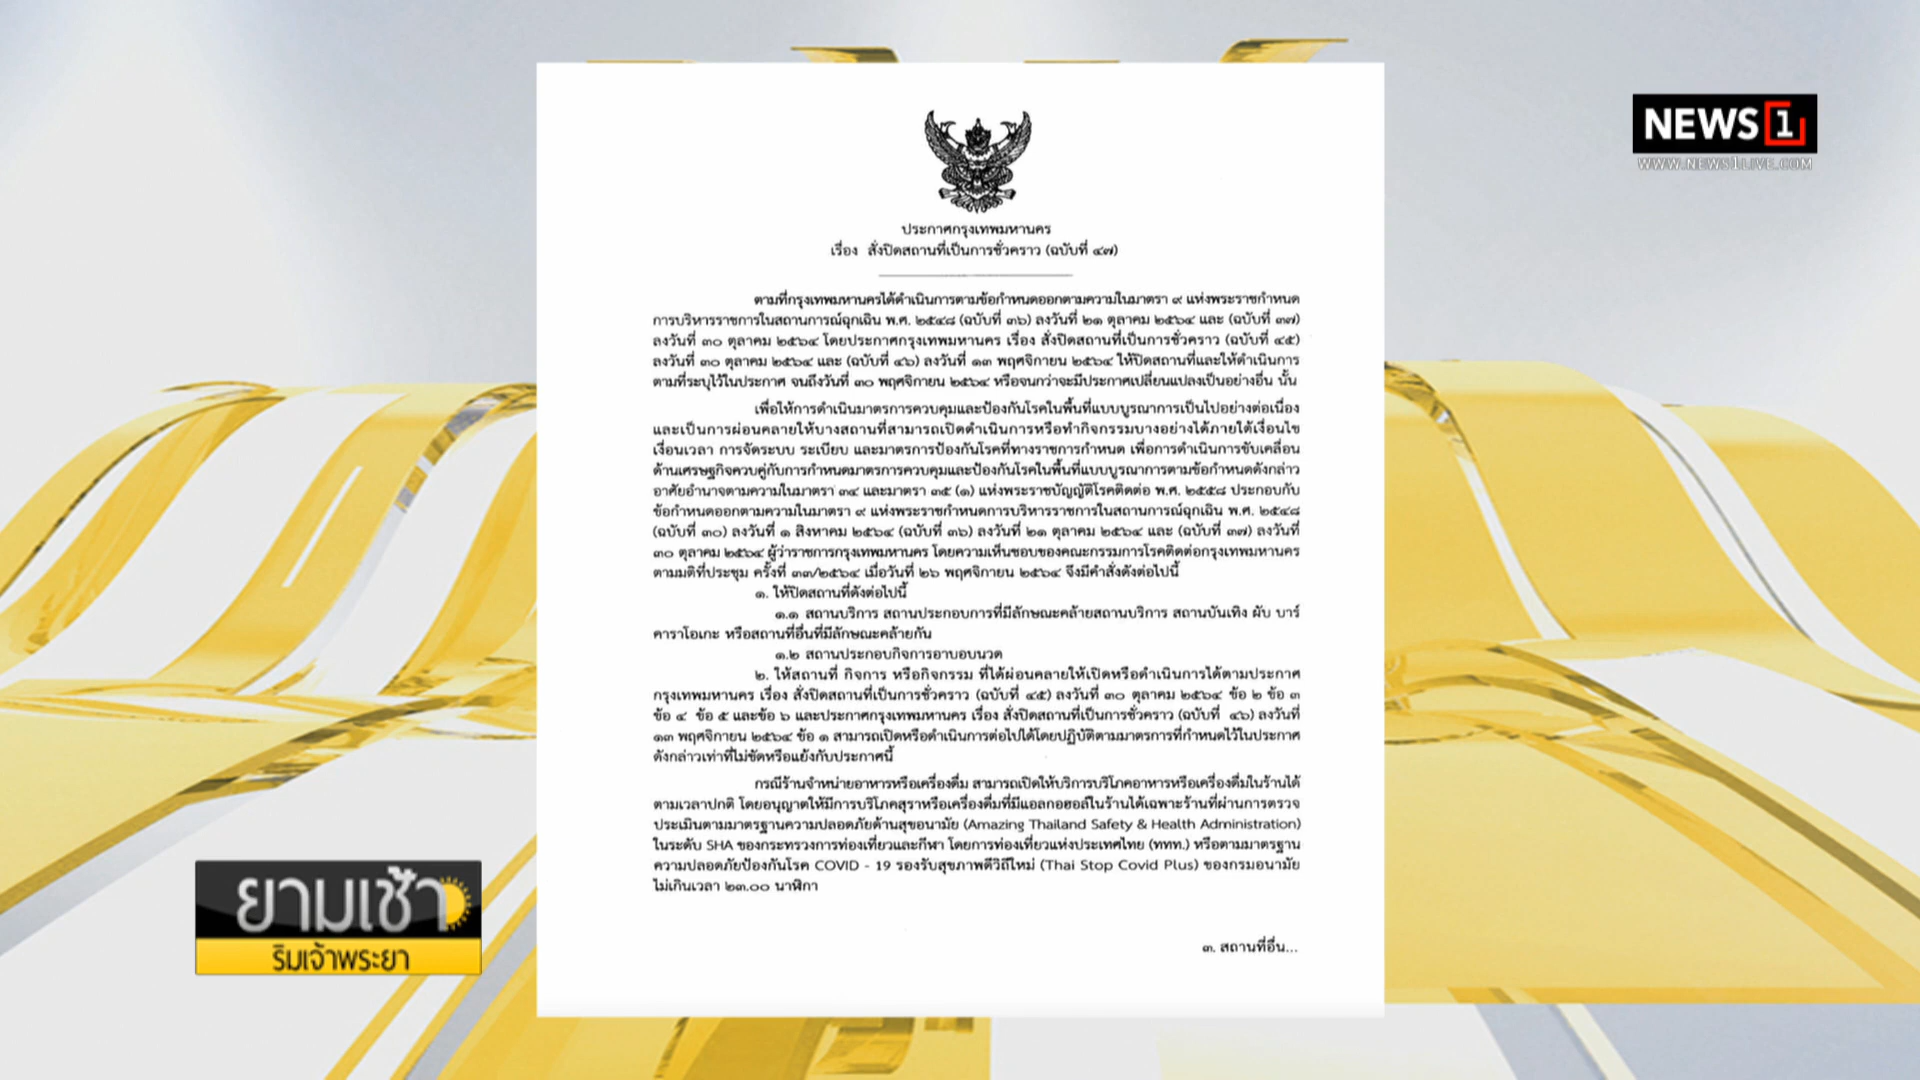 NEWS 1
WWW.NEWS1LIVE.COM
ประกาศกรุงเทพมหานคร
เรื่อง สั่งปิดสถานที่เป็นการชั่วคราว (ฉบับที่ ๔๗)
ตามที่กรุงเทพมหานครได้ดำเนินการตามข้อกำหนดออกตามความในมาตรา ๙ แห่งพระราชกำหนด
การบริหารราชการในสถานการณ์ฉุกเฉิน พ.ศ. ๒๕๔๘ (ฉบับที่ ๓๖) ลงวันที่ ๒๑ ตุลาคม ๒๕๖๔ และ (ฉบับที่ ๓๗)
ลงวันที่ ๓๐ ตุลาคม ๒๕๖๔ โดยประกาศกรุงเทพมหานคร เรื่อง สั่งปิดสถานที่เป็นการชั่วคราว (ฉบับที่ ๔๕)
ลงวันที่ ๓๐ ตุลาคม ๒๕๖๔ และ (ฉบับที่ ๔๖) ลงวันที่ ๑๓ พฤศจิกายน ๒๕๖๔ ให้ปิดสถานที่และให้ดำเนินการ
ตามที่ระบุไว้ในประกาศ จนถึงวันที่ ๓๐ พฤศจิกายน ๒๕๖๔ หรือจนกว่าจะมีประกาศเปลี่ยนแปลงเป็นอย่างอื่น นั้น
เพื่อให้การดำเนินมาตรการควบคุมและป้องกันโรคในพื้นที่แบบบูรณาการเป็นไปอย่างต่อเนื่อง
และเป็นการผ่อนคลายให้บางสถานที่สามารถเปิดดำเนินการหรือทำกิจกรรมบางอย่างได้ภายใต้เงื่อนไข
เงื่อนเวลา การจัดระบบ ระเบียบ และมาตรการป้องกันโรคที่ทางราชการกำหนด เพื่อการดำเนินการขับเคลื่อน
ด้านเศรษฐกิจควบคู่กับการกำหนดมาตรการควบคุมและป้องกันโรคในพื้นที่แบบบูรณาการตามข้อกำหนดดังกล่าว
อาศัยอำนาจตามความในมาตรา ๓๔ และมาตรา ๓๕ (๑) แห่งพระราชบัญญัติโรคติดต่อ พ.ศ. ๒๕๕๘ ประกอบกับ
ข้อกำหนดออกตามความในมาตรา ๙ แห่งพระราชกำหนดการบริหารราชการในสถานการณ์ฉุกเฉิน พ.ศ. ๒๕๔๘
(ฉบับที่ ๓๐) ลงวันที่ ๑ สิงหาคม ๒๕๖๔ (ฉบับที่ ๓๖) ลงวันที่ ๒๑ ตุลาคม ๒๕๖๔ และ (ฉบับที่ ๓๗) ลงวันที่
๓๐ ตุลาคม ๒๕๖๔ ผู้ว่าราชการกรุงเทพมหานคร โดยความเห็นชอบของคณะกรรมการโรคติดต่อกรุงเทพมหานคร
ตามมติที่ประชุม ครั้งที่ ๓๓/๒๕๖๔ เมื่อวันที่ ๒๖ พฤศจิกายน ๒๕๖๔ จึงมีคำสั่งดังต่อไปนี้
๑. ให้ปิดสถานที่ดังต่อไปนี้
๑.๑ สถานบริการ สถานประกอบการที่มีลักษณะคล้ายสถานบริการ สถานบันเทิง ผับ บาร์
คาราโอเกะ หรือสถานที่อื่นที่มีลักษณะคล้ายกัน
๑.๒ สถานประกอบกิจการอาบอบนวด
๒. ให้สถานที่ กิจการ หรือกิจกรรม ที่ได้ผ่อนคลายให้เปิดหรือดำเนินการได้ตามประกาศ
กรุงเทพมหานคร เรื่อง สั่งปิดสถานที่เป็นการชั่วคราว (ฉบับที่ ๔๕) ลงวันที่ ๓๐ ตุลาคม ๒๕๖๔ ข้อ ๒ ข้อ ๓
ข้อ ๔ ข้อ ๕ และข้อ ๖ และประกาศกรุงเทพมหานคร เรื่อง สั่งปิดสถานที่เป็นการชั่วคราว (ฉบับที่ ๔๖) ลงวันที่
๑๓ พฤศจิกายน ๒๕๖๔ ข้อ ๑ สามารถเปิดหรือดำเนินการต่อไปได้โดยปฏิบัติตามมาตรการที่กำหนดไว้ในประกาศ
ดังกล่าวเท่าที่ไม่ขัดหรือแย้งกับประกาศนี้
กรณีร้านจำหน่ายอาหารหรือเครื่องดื่ม สามารถเปิดให้บริการบริโภคอาหารหรือเครื่องดื่มในร้านได้
ตามเวลาปกติ โดยอนุญาตให้มีการบริโภคสุราหรือเครื่องดื่มที่มีแอลกอฮอล์ในร้านได้เฉพาะร้านที่ผ่านการตรวจ
ประเมินตามมาตรฐานความปลอดภัยด้านสุขอนามัย (Amazing Thailand Safety & Health Administration)
ในระดับ SHA ของกระทรวงการท่องเที่ยวและกีฬา โดยการท่องเที่ยวแห่งประเทศไทย (ททท.) หรือตามมาตรฐาน
ความปลอดภัยป้องกันโรค COVID - 19 รองรับสุขภาพดีวิถีใหม่ (Thai Stop Covid Plus) ของกรมอนามัย
ไม่เกินเวลา ๒๓.๐๐ นาฬิกา
๓. สถานที่อื่น...
ยามเช้า
ริมเจ้าพระยา